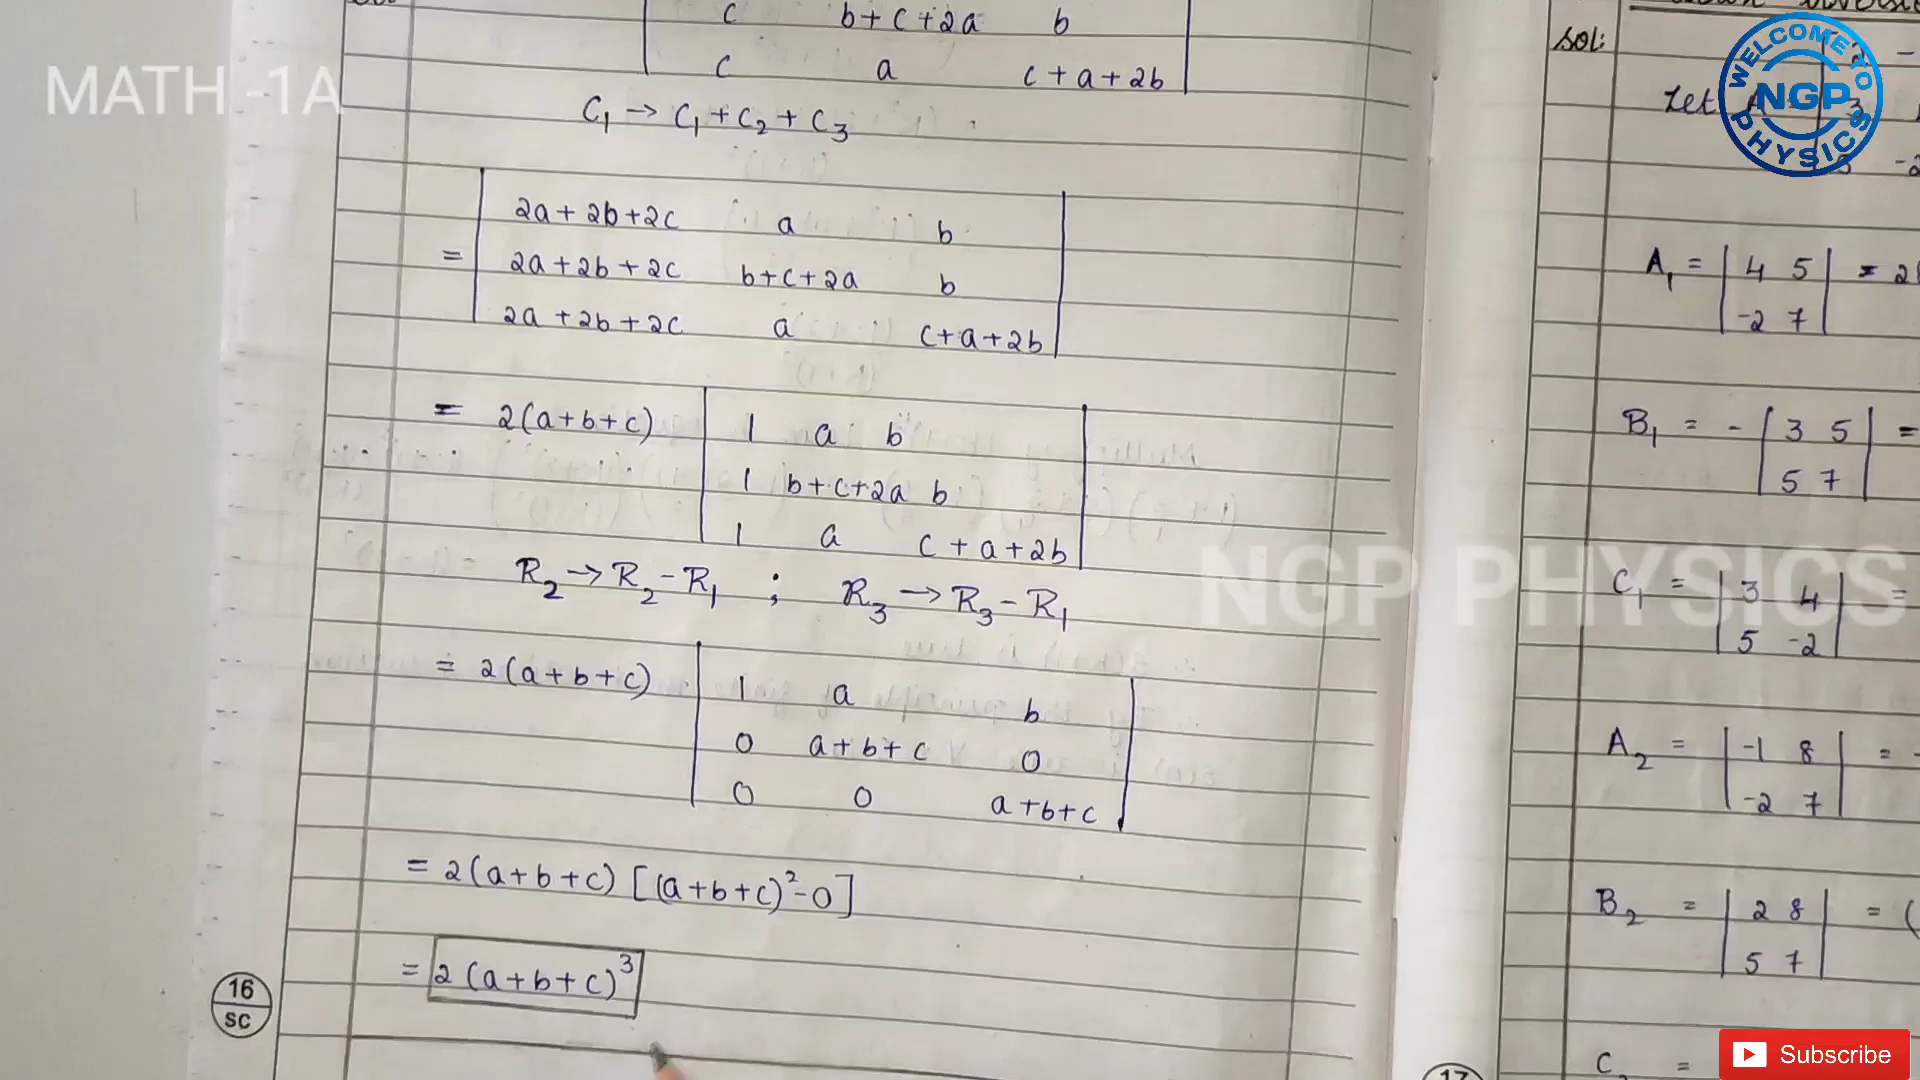 c b+c+2a b
c a c+a+2b
C₁ → C₁+C₂+C₃
2a+2b+2c a b
= 2a+2b+2c b+c+2a b
2a+2b+2c a c+a+2b
= 2(a+b+c) 1 a b
1 b+c+2a b
1 a c+a+2b
R₂→R₂-R₁ ; R₃→R₃-R₁
= 2(a+b+c) 1 a b
0 a+b+c 0
0 0 a+b+c
= 2(a+b+c) [(a+b+c)²-0]
= 2(a+b+c)³
16
SC
MATH -1A
Sol:
Let
A₁ = | 4 5 | =
-2 7
B₁ = - | 3 5 | =
5 7
C₁ = | 3 4 | =
5 -2
A₂ = | -1 8 | =
-2 7
B₂ = | 2 8 | = (
5 7
17
WELCOME TO
NGP
PHYSICS
NGP PHYSICS
Subscribe